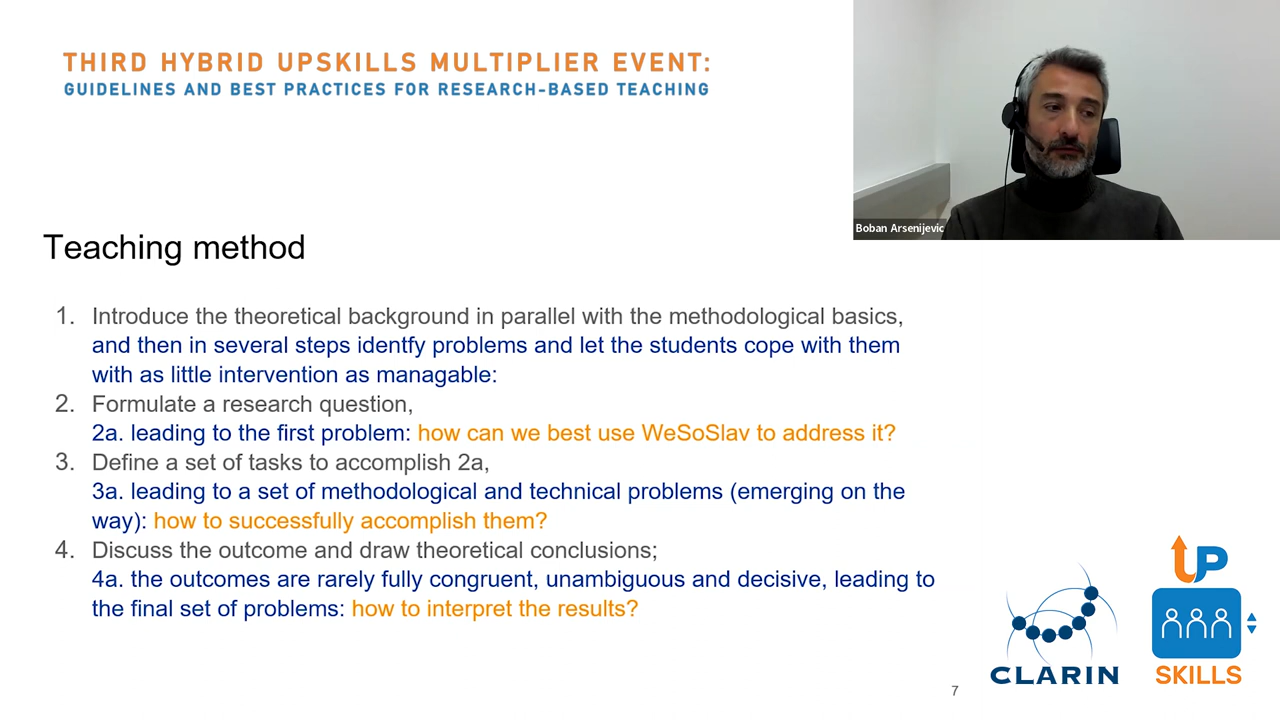 THIRD HYBRID UPSKILLS MULTIPLIER EVENT:
GUIDELINES AND BEST PRACTICES FOR RESEARCH-BASED TEACHING
Boban Arsenijevic
Teaching method
1. Introduce the theoretical background in parallel with the methodological basics,
and then in several steps identfy problems and let the students cope with them
with as little intervention as managable:
2. Formulate a research question,
2a. leading to the first problem: how can we best use WeSoSlav to address it?
3. Define a set of tasks to accomplish 2a,
3a. leading to a set of methodological and technical problems (emerging on the
way): how to successfully accomplish them?
4. Discuss the outcome and draw theoretical conclusions;
4a. the outcomes are rarely fully congruent, unambiguous and decisive, leading to
the final set of problems: how to interpret the results?
CLARIN
UP
SKILLS
7